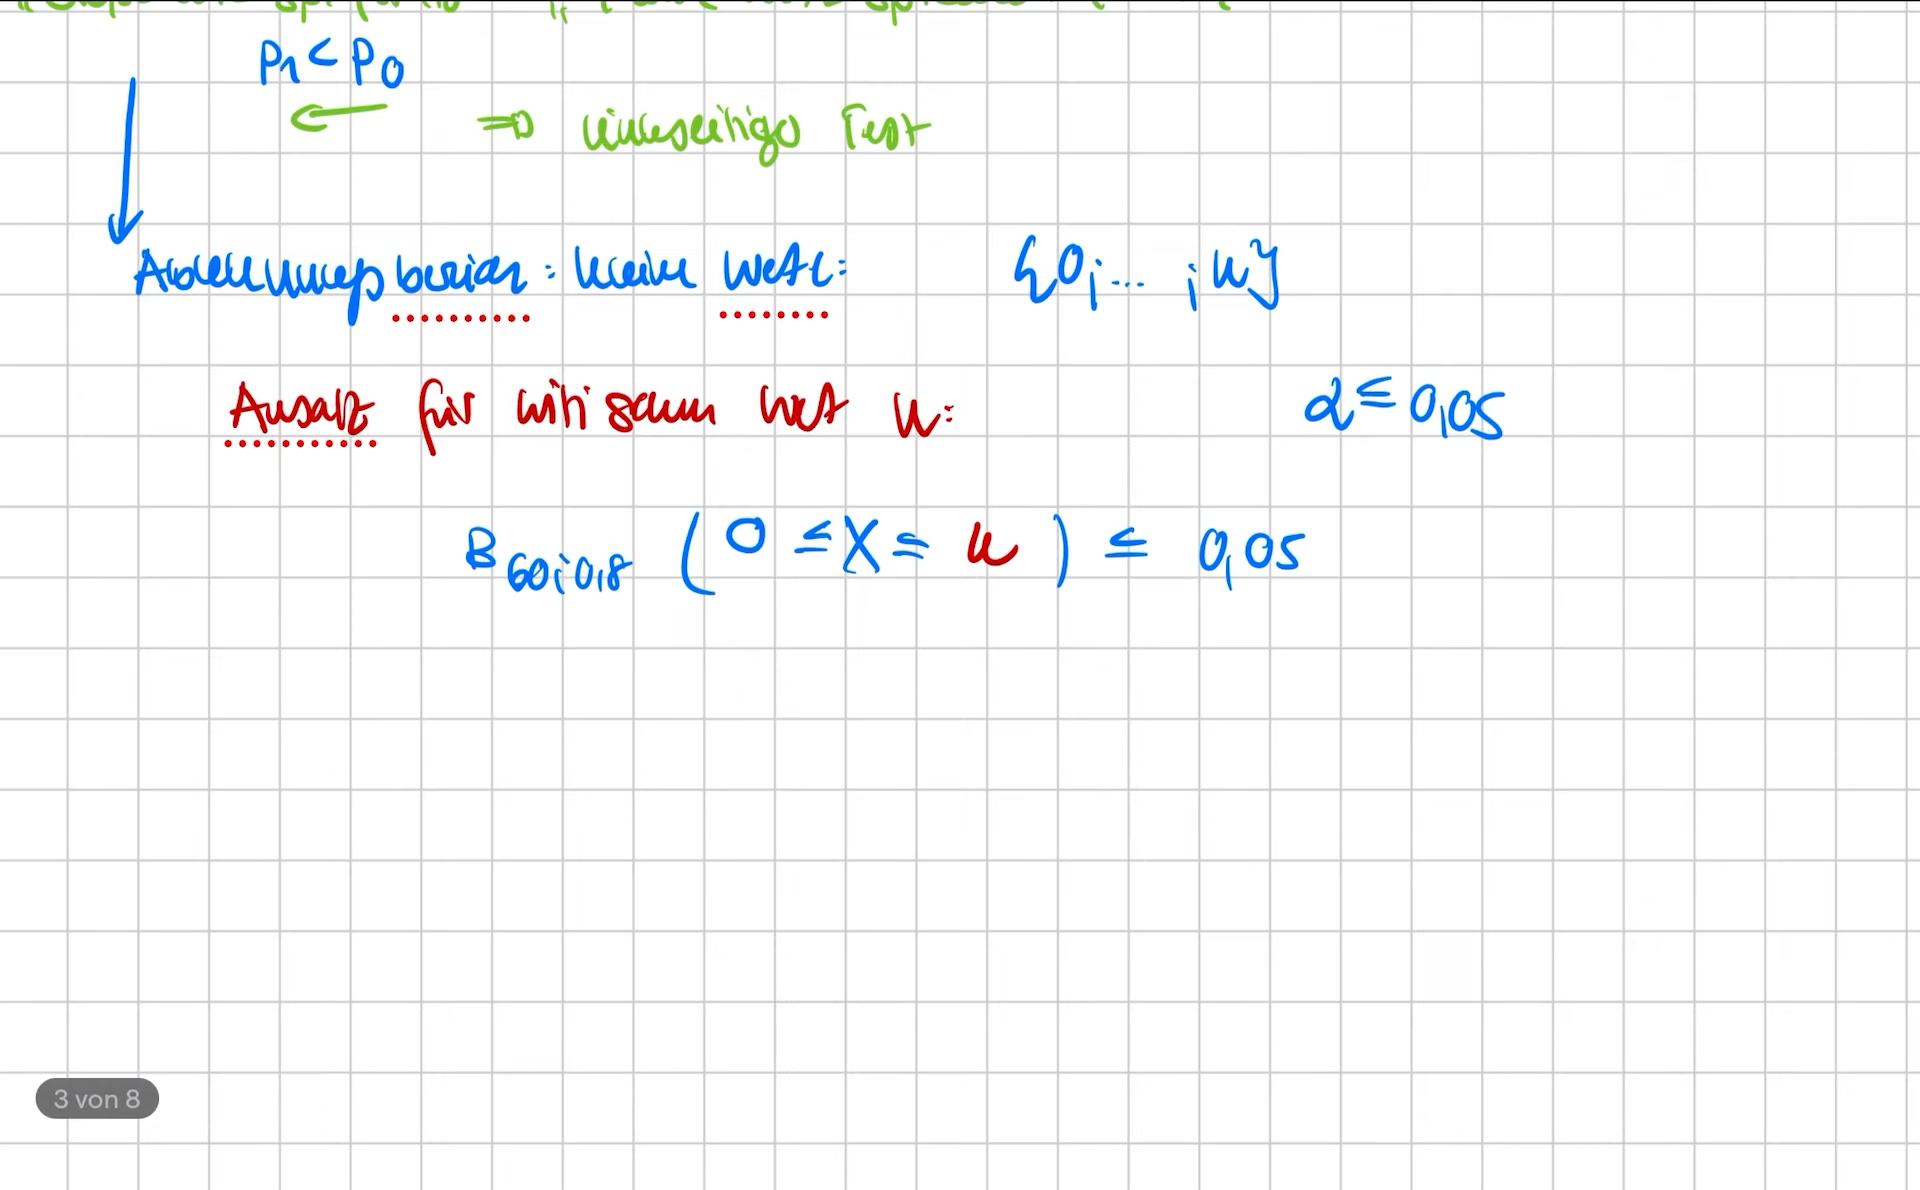 p₁ < p₀
⇒ linksseitiger Test
Ablehnungsbereich: kleine Werte: {0; ... ; k}
Ansatz für kritischen Wert k: α ≤ 0,05
B₆₀;₀,₈ ( 0 ≤ X ≤ k ) ≤ 0,05
3 von 8